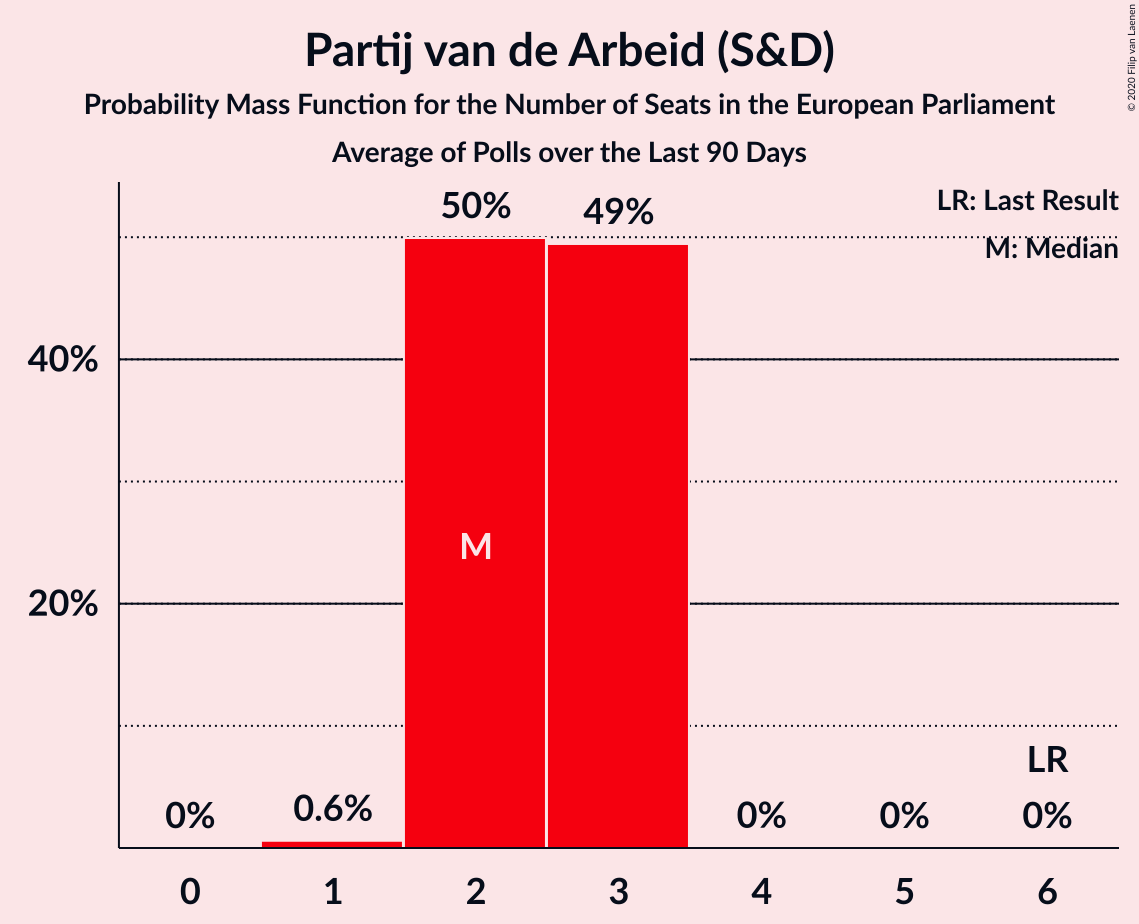 Partij van de Arbeid (S&D)
Probability Mass Function for the Number of Seats in the European Parliament
Average of Polls over the Last 90 Days
© 2020 Filip van Laenen
LR: Last Result
M: Median
50%
49%
40%
M
20%
LR
0%
0.6%
0%
0%
0%
0
1
2
3
4
5
6